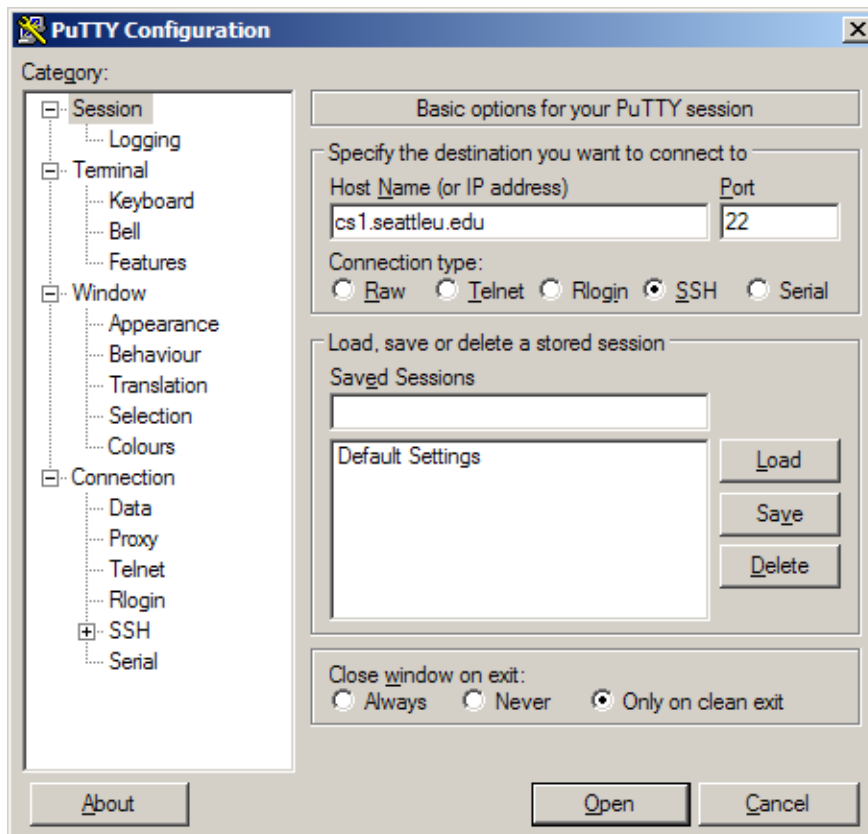 PuTTY Configuration
Category:
Session
Logging
Terminal
Keyboard
Bell
Features
Window
Appearance
Behaviour
Translation
Selection
Colours
Connection
Data
Proxy
Telnet
Rlogin
SSH
Serial
Basic options for your PuTTY session
Specify the destination you want to connect to
Host Name (or IP address) Port
cs1.seattleu.edu 22
Connection type:
Raw Telnet Rlogin SSH Serial
Load, save or delete a stored session
Saved Sessions
Default Settings
Load
Save
Delete
Close window on exit:
Always Never Only on clean exit
About Open Cancel